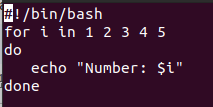 #!/bin/bash
for i in 1 2 3 4 5
do
   echo "Number: $i"
done